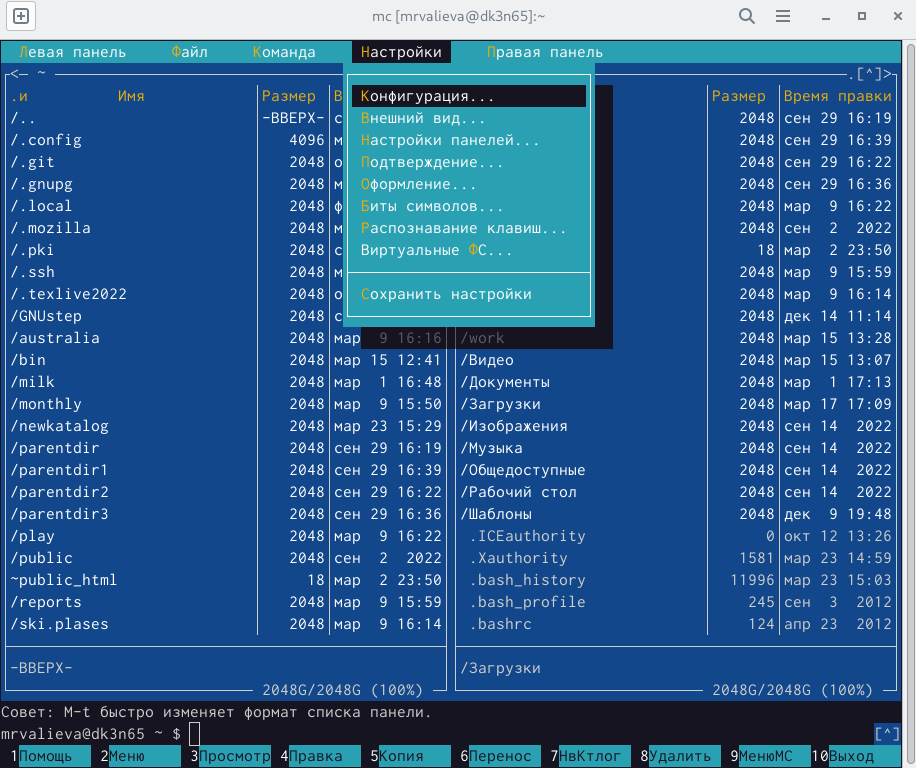 mc [mrvalieva@dk3n65]:~
Левая панель Файл Команда Настройки Правая панель
<— ~ .[^]> 
.и Имя Размер В Конфигурация... Размер Время правки
/.. -ВВЕРХ- с Внешний вид... 2048 сен 29 16:19
/.config 4096 м Настройки панелей... 2048 сен 29 16:39
/.git 2048 о Подтверждение... 2048 сен 29 16:22
/.gnupg 2048 м Оформление... 2048 сен 29 16:36
/.local 2048 ф Биты символов... 2048 мар 9 16:22
/.mozilla 2048 м Распознавание клавиш... 2048 сен 2 2022
/.pki 2048 с Виртуальные ФС... 18 мар 2 23:50
/.ssh 2048 м 2048 мар 9 15:59
/.texlive2022 2048 о Сохранить настройки 2048 мар 9 16:14
/GNUstep 2048 с 2048 дек 14 11:14
/australia 2048 мар 9 16:16 /work 2048 мар 15 13:28
/bin 2048 мар 15 12:41 /Видео 2048 мар 15 13:07
/milk 2048 мар 1 16:48 /Документы 2048 мар 1 17:13
/monthly 2048 мар 9 15:50 /Загрузки 2048 мар 17 17:09
/newkatalog 2048 мар 23 15:29 /Изображения 2048 сен 14 2022
/parentdir 2048 сен 29 16:19 /Музыка 2048 сен 14 2022
/parentdir1 2048 сен 29 16:39 /Общедоступные 2048 сен 14 2022
/parentdir2 2048 сен 29 16:22 /Рабочий стол 2048 сен 14 2022
/parentdir3 2048 сен 29 16:36 /Шаблоны 2048 дек 9 19:48
/play 2048 мар 9 16:22 .ICEauthority 0 окт 12 13:26
/public 2048 сен 2 2022 .Xauthority 1581 мар 23 14:59
~public_html 18 мар 2 23:50 .bash_history 11996 мар 23 15:03
/reports 2048 мар 9 15:59 .bash_profile 245 сен 3 2012
/ski.plases 2048 мар 9 16:14 .bashrc 124 апр 23 2012
-ВВЕРХ- /Загрузки
2048G/2048G (100%) 2048G/2048G (100%)
Совет: M-t быстро изменяет формат списка панели.
mrvalieva@dk3n65 ~ $ [^]
1Помощь 2Меню 3Просмотр 4Правка 5Копия 6Перенос 7НвКтлог 8Удалить 9МенюМС 10Выход